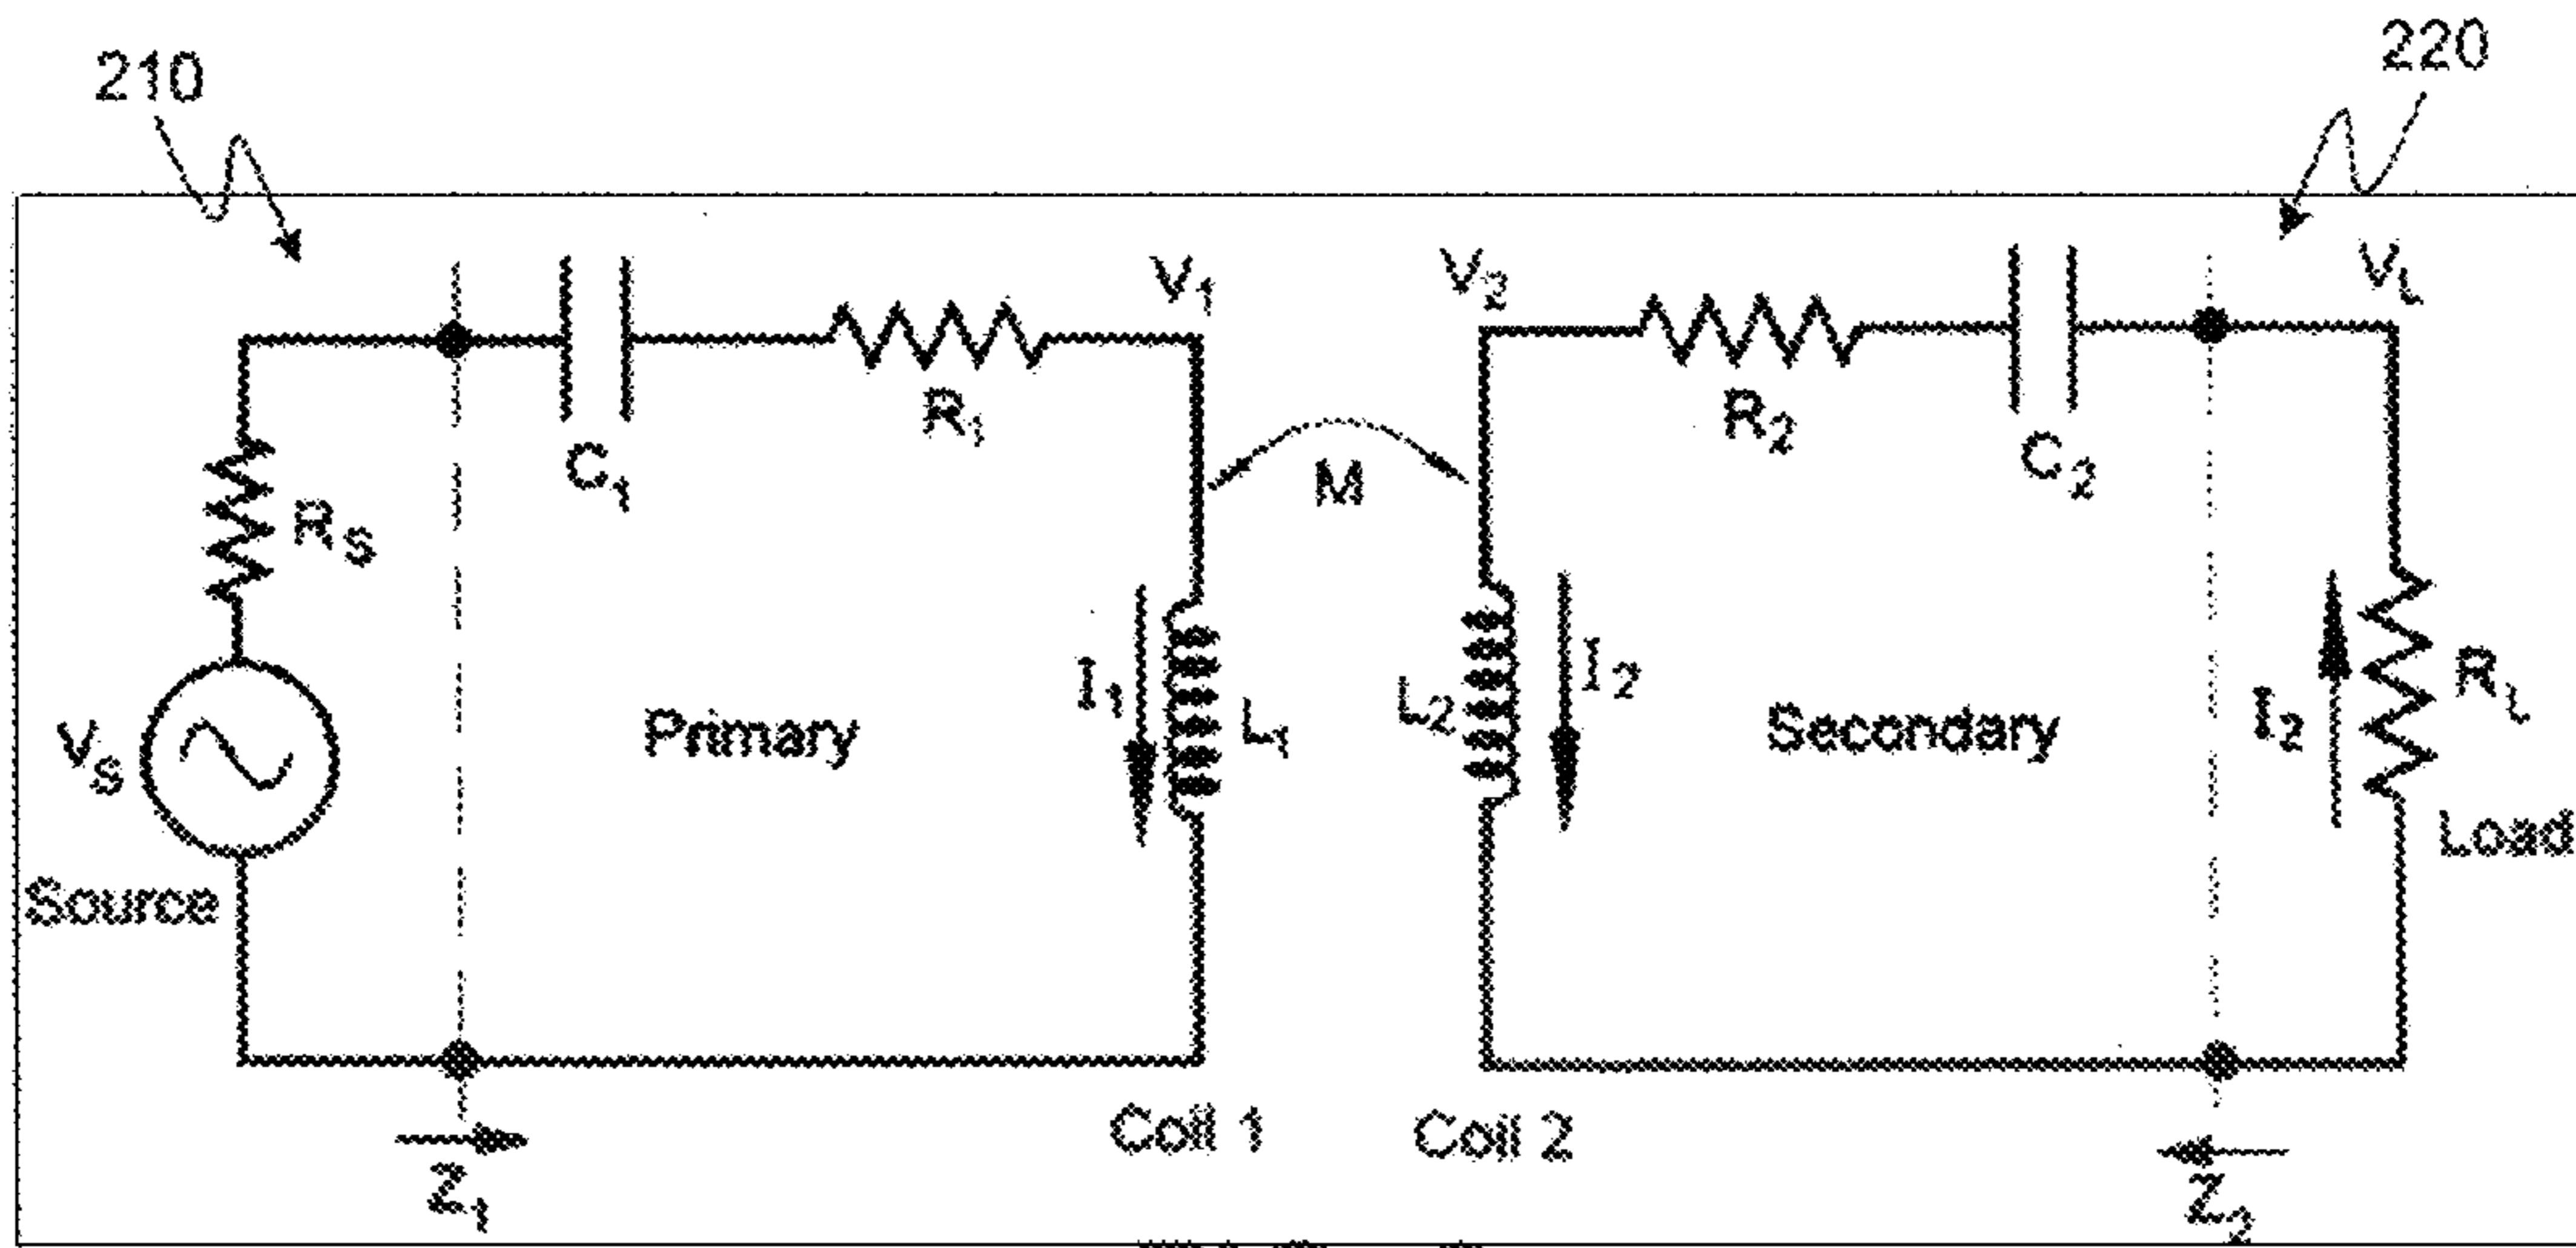 210
220
V1
V2
VL
R1
R2
C1
C2
M
RS
I1
L1
L2
I2
I2
RL
VS
Primary
Secondary
Load
Source
Coil 1
Coil 2
Z1
Z2